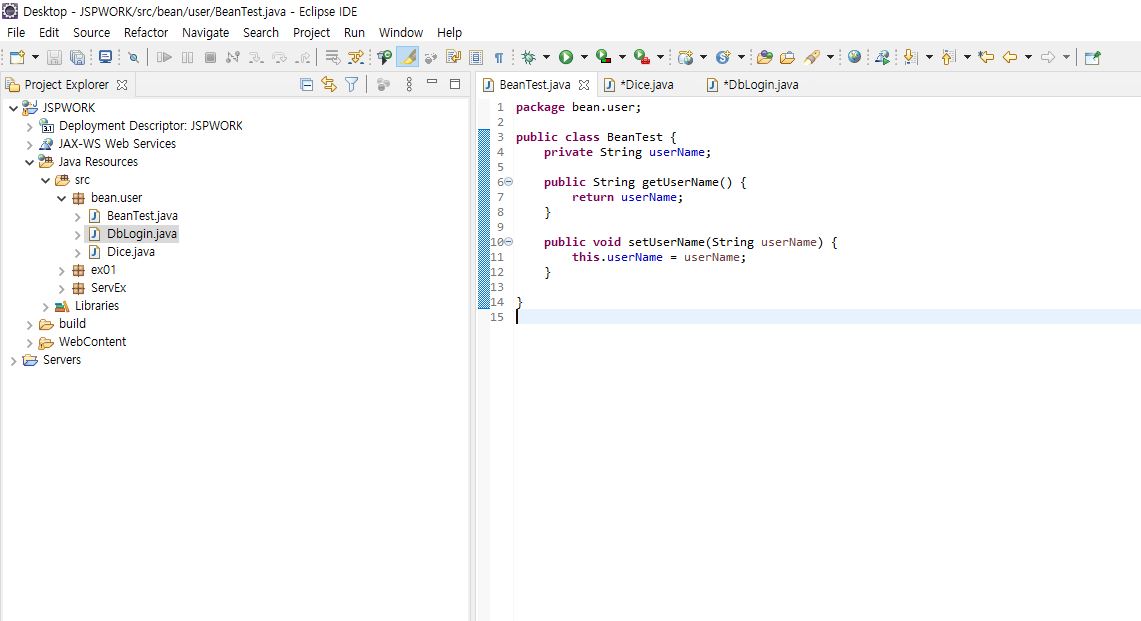 Desktop - JSPWORK/src/bean/user/BeanTest.java - Eclipse IDE
File Edit Source Refactor Navigate Search Project Run Window Help
Project Explorer
JSPWORK
Deployment Descriptor: JSPWORK
JAX-WS Web Services
Java Resources
src
bean.user
BeanTest.java
DbLogin.java
Dice.java
ex01
ServEx
Libraries
build
WebContent
Servers
BeanTest.java *Dice.java *DbLogin.java
1 package bean.user;
2
3 public class BeanTest {
4 private String userName;
5
6 public String getUserName() {
7 return userName;
8 }
9
10 public void setUserName(String userName) {
11 this.userName = userName;
12 }
13
14 }
15